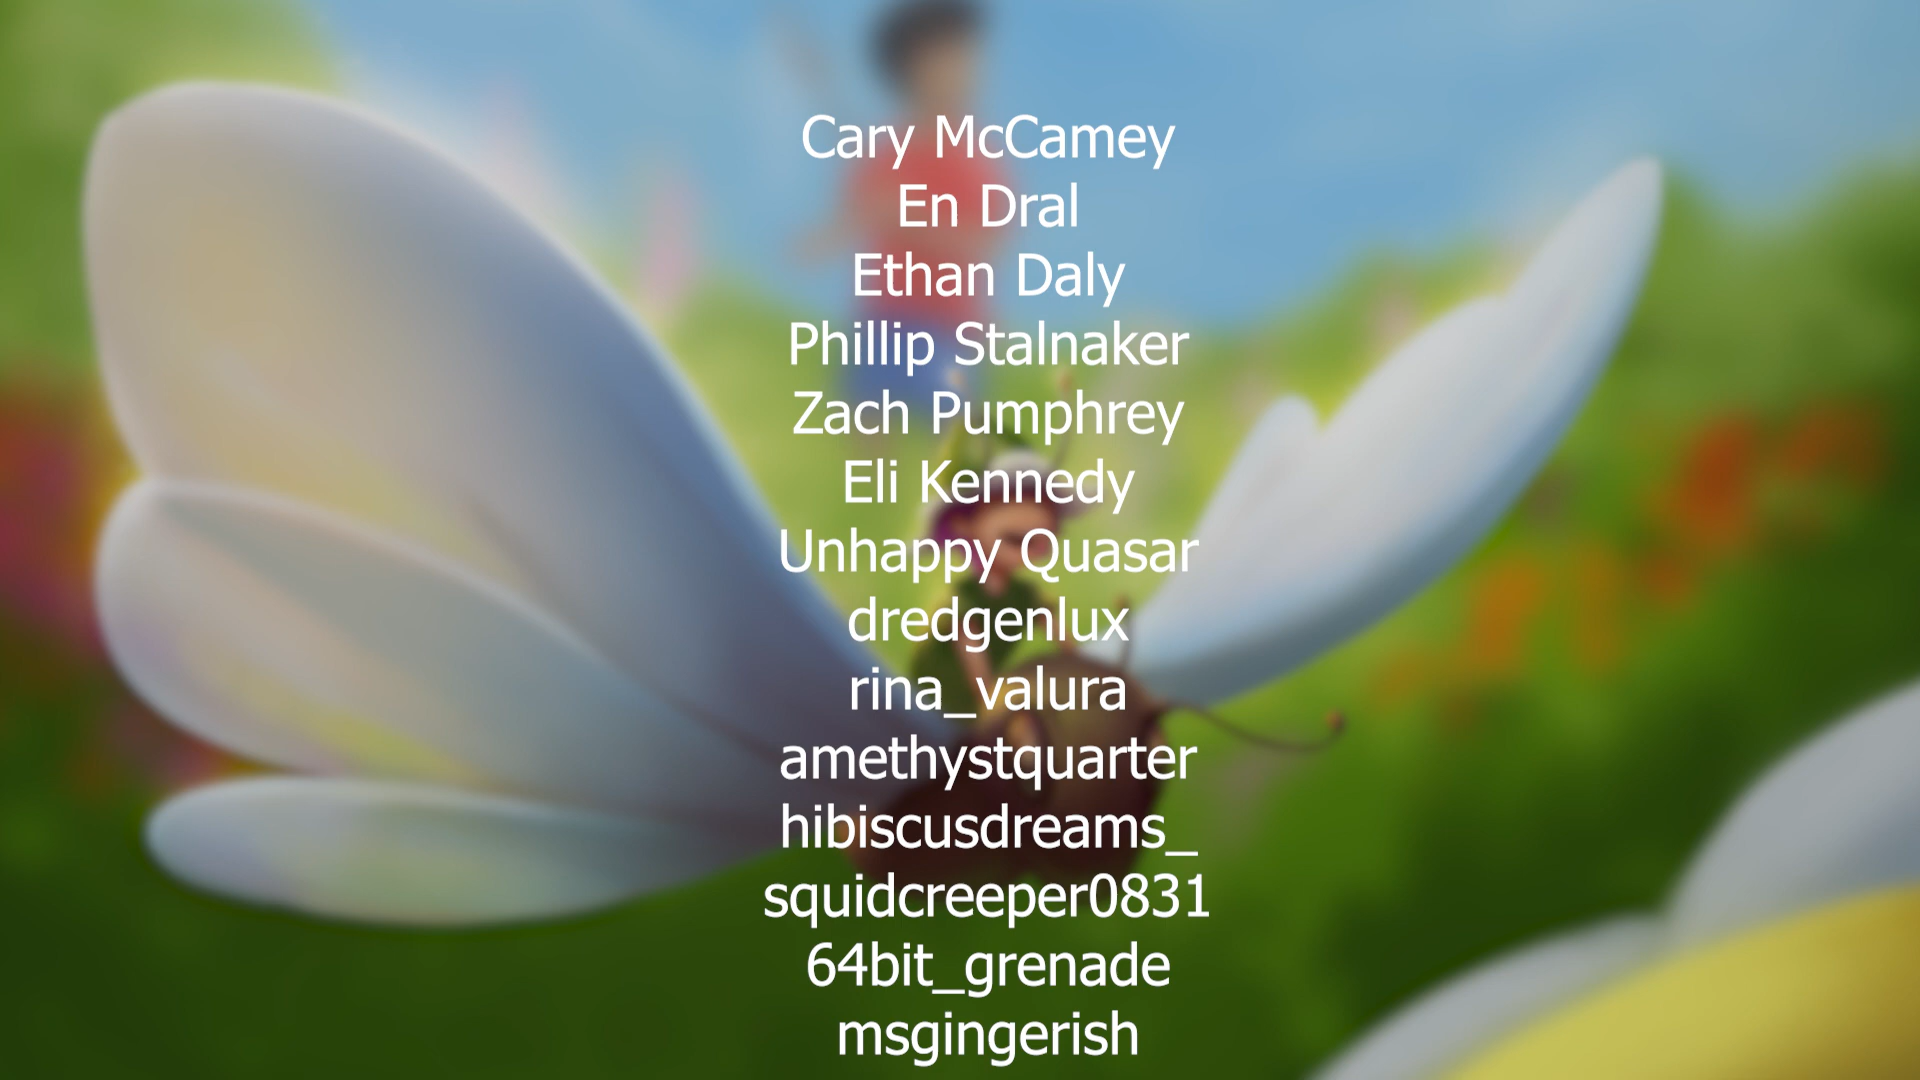 Cary McCamey
En Dral
Ethan Daly
Phillip Stalnaker
Zach Pumphrey
Eli Kennedy
Unhappy Quasar
dredgenlux
rina_valura
amethystquarter
hibiscusdreams_
squidcreeper0831
64bit_grenade
msgingerish